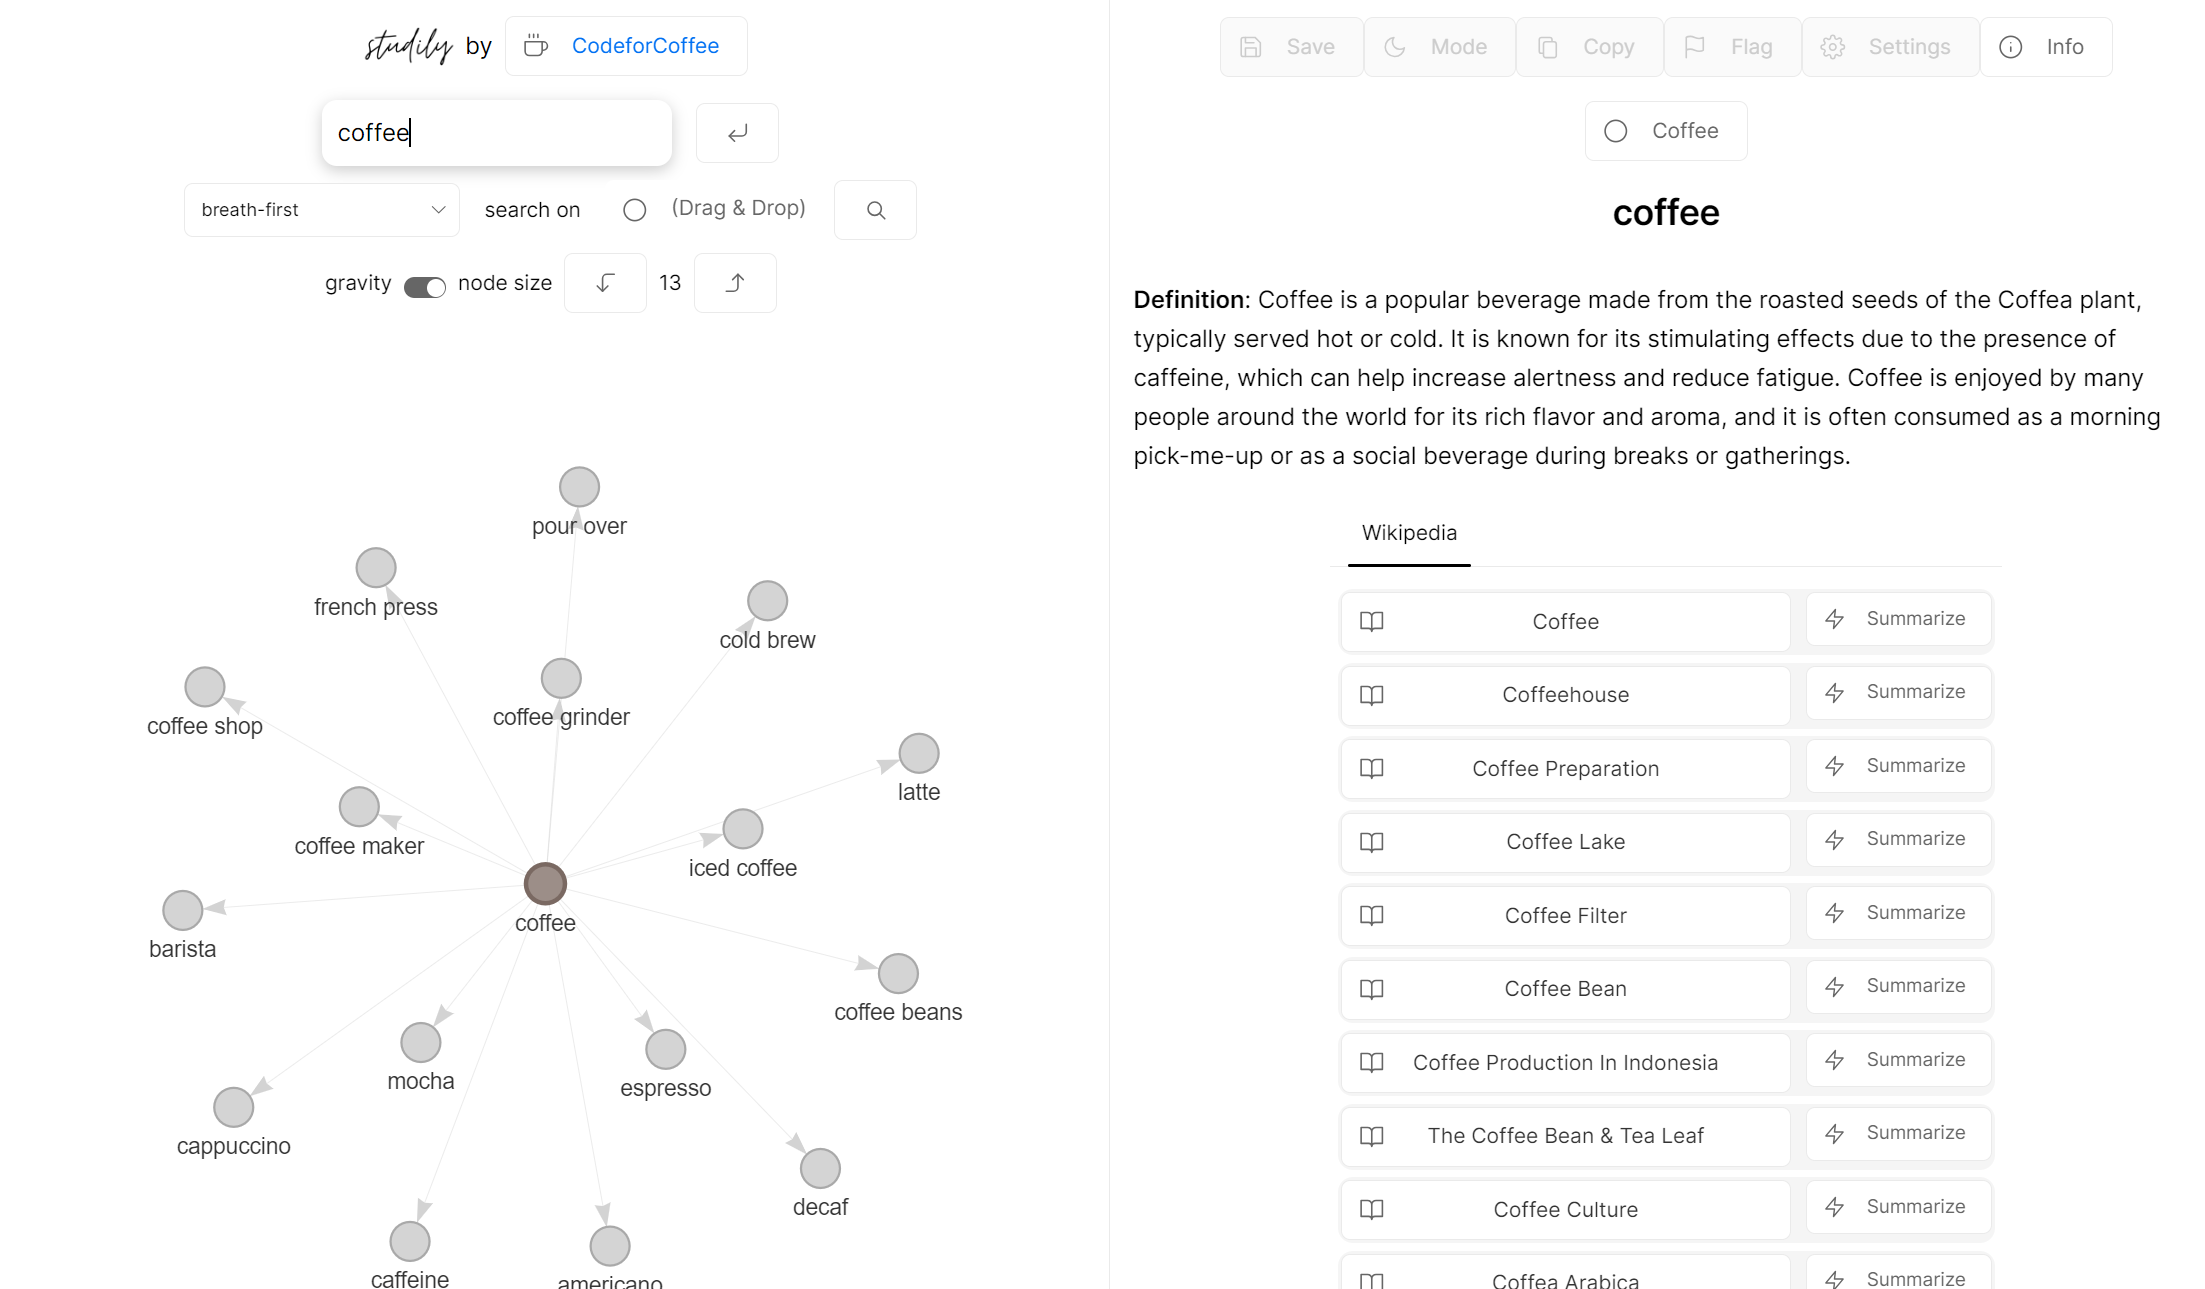 studily by CodeforCoffee
coffee
breath-first search on (Drag & Drop)
gravity node size 13
pour over
french press
cold brew
coffee grinder
coffee shop
latte
coffee maker
iced coffee
coffee
barista
coffee beans
mocha
espresso
cappuccino
decaf
caffeine
americano
Save Mode Copy Flag Settings Info
Coffee
coffee
Definition: Coffee is a popular beverage made from the roasted seeds of the Coffea plant,
typically served hot or cold. It is known for its stimulating effects due to the presence of
caffeine, which can help increase alertness and reduce fatigue. Coffee is enjoyed by many
people around the world for its rich flavor and aroma, and it is often consumed as a morning
pick-me-up or as a social beverage during breaks or gatherings.
Wikipedia
Coffee Summarize
Coffeehouse Summarize
Coffee Preparation Summarize
Coffee Lake Summarize
Coffee Filter Summarize
Coffee Bean Summarize
Coffee Production In Indonesia Summarize
The Coffee Bean & Tea Leaf Summarize
Coffee Culture Summarize
Coffea Arabica Summarize